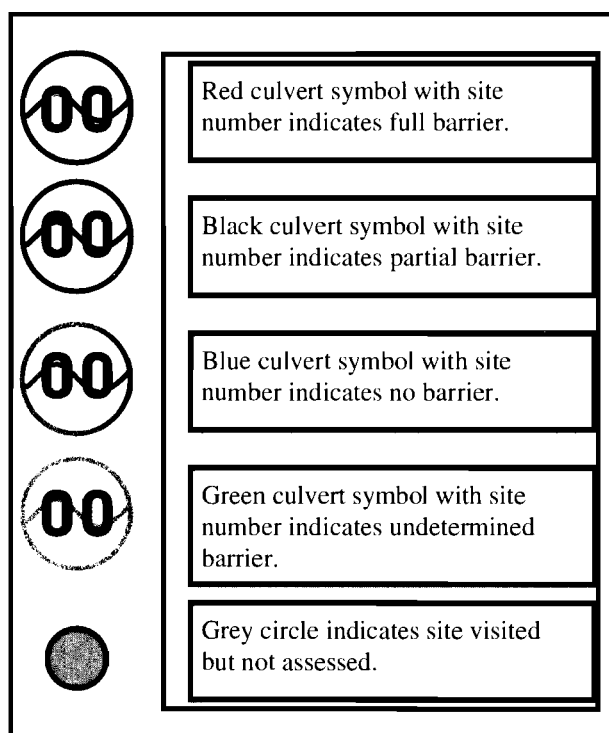 00
Red culvert symbol with site
number indicates full barrier.
00
Black culvert symbol with site
number indicates partial barrier.
00
Blue culvert symbol with site
number indicates no barrier.
00
Green culvert symbol with site
number indicates undetermined
barrier.
Grey circle indicates site visited
but not assessed.